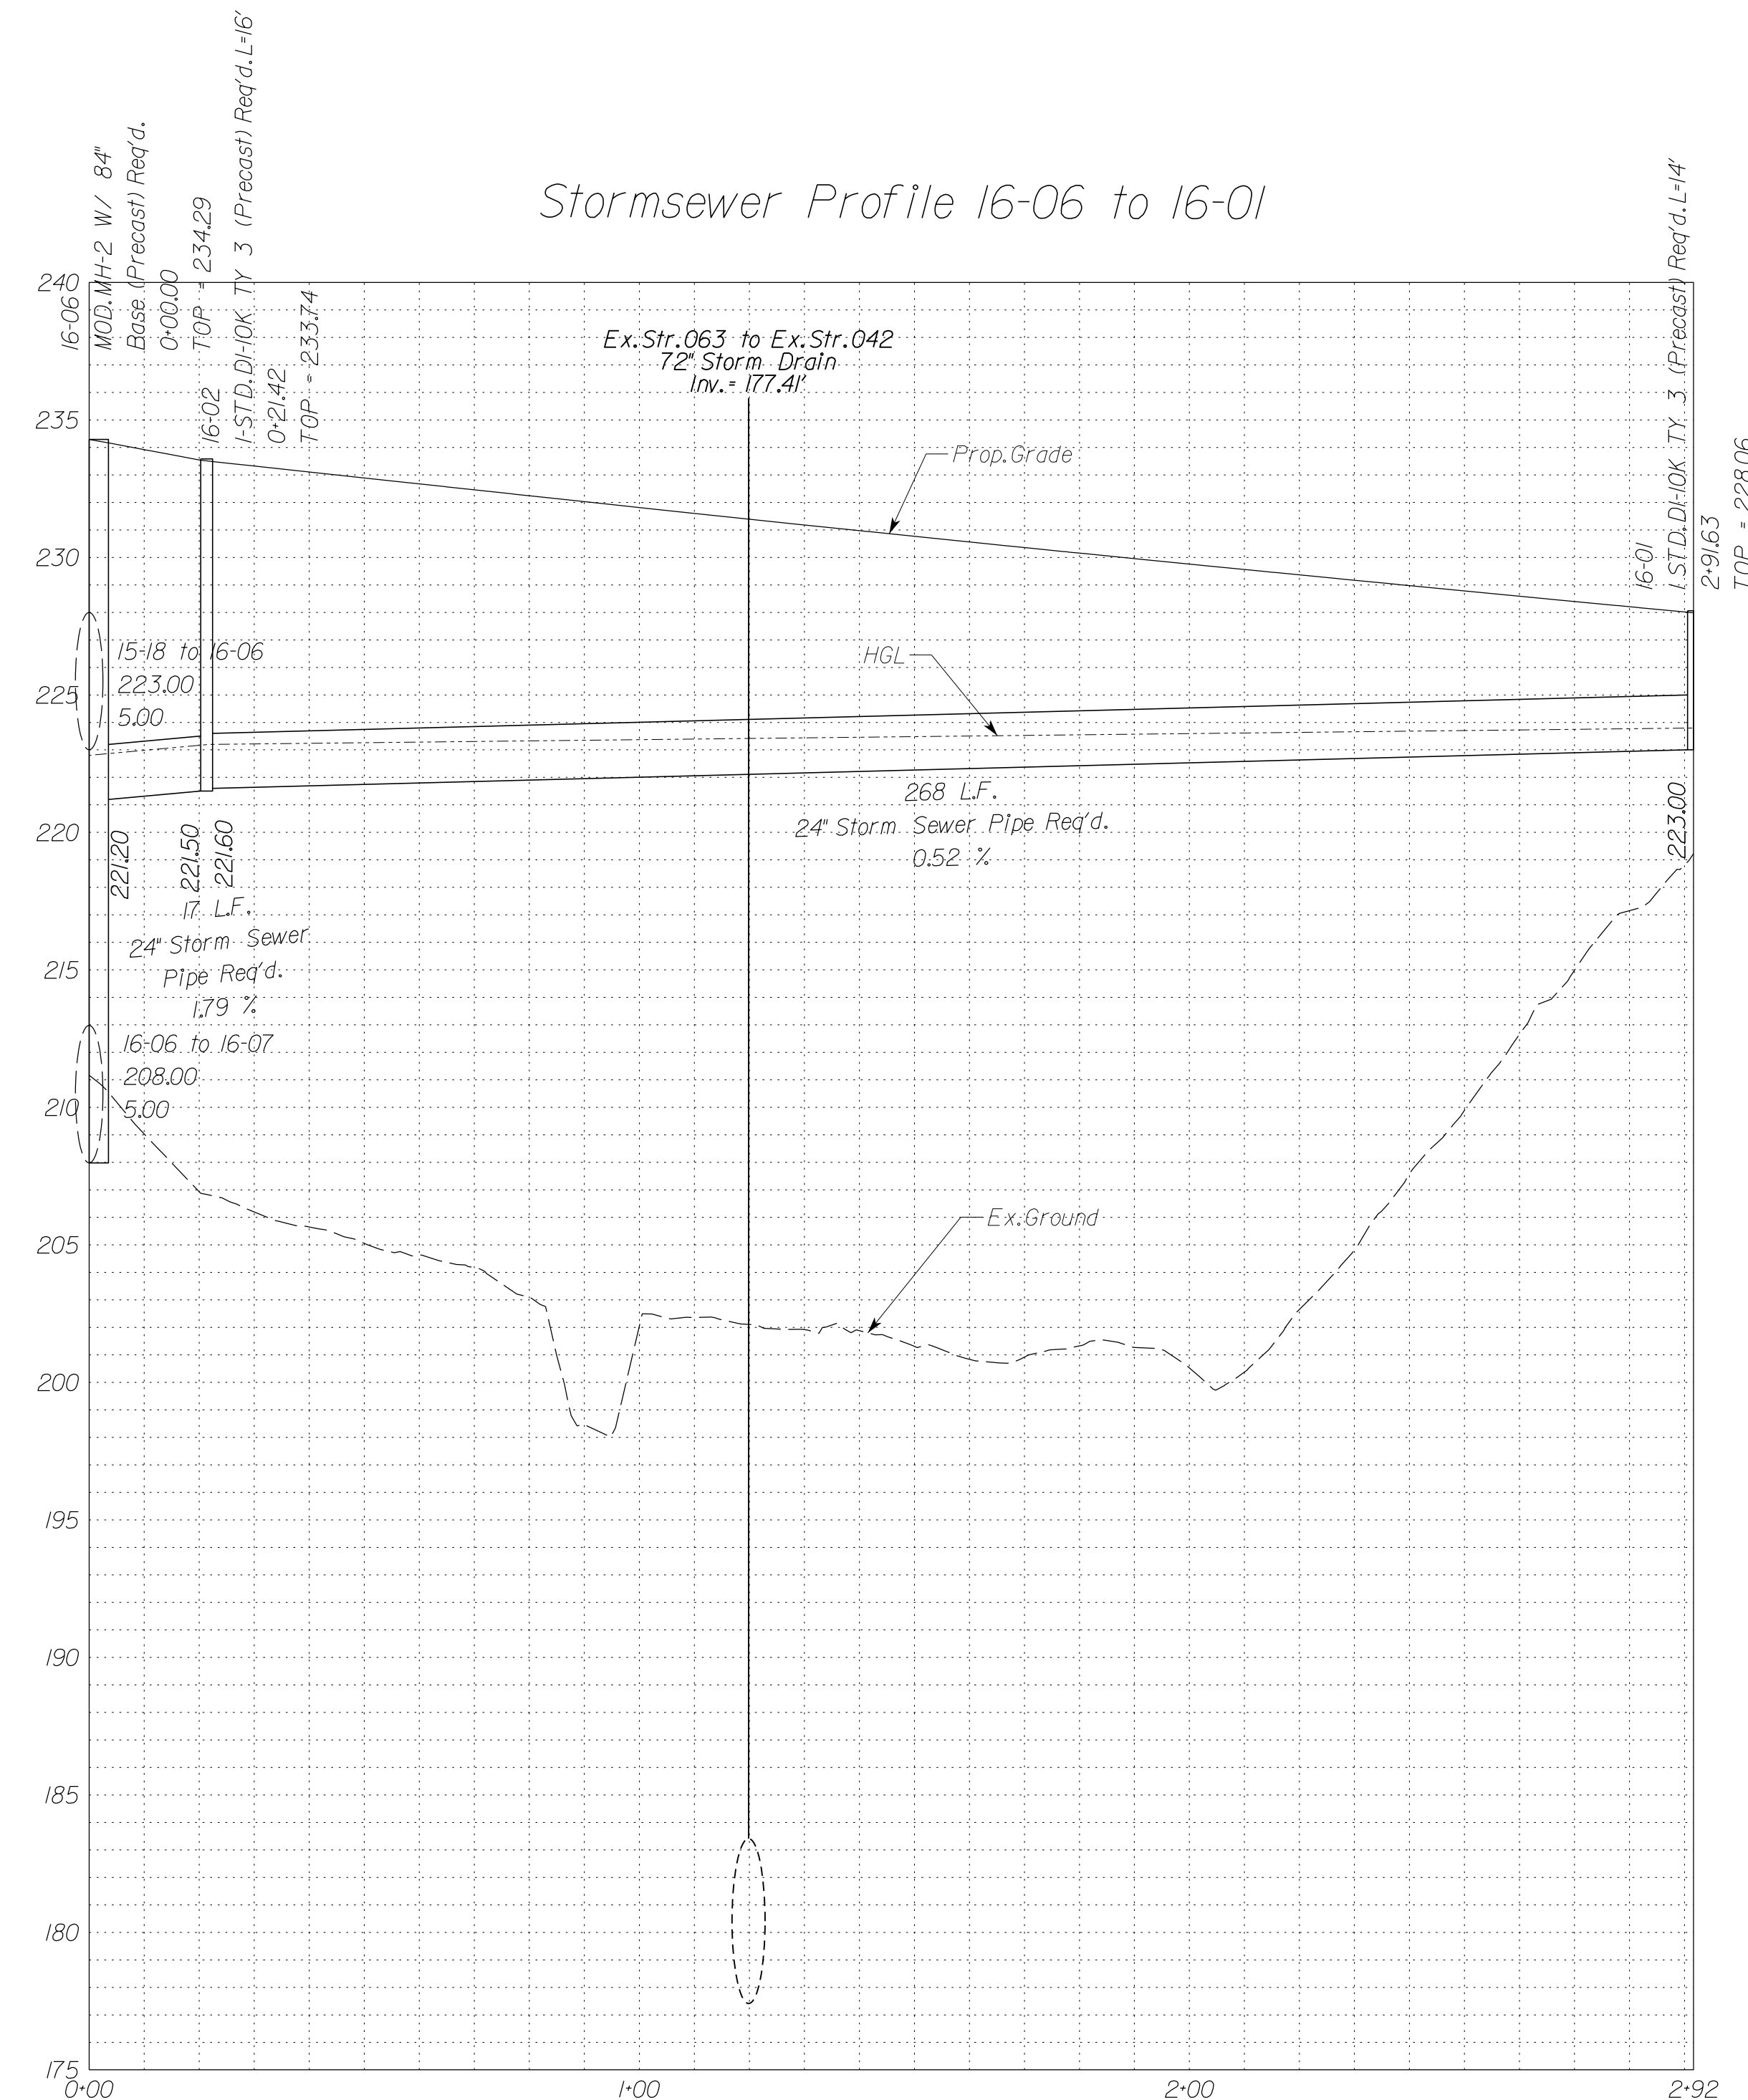 Stormsewer Profile 16-06 to 16-01
16-06
MOD. MH-2 W/ 84"
Base (Precast) Req'd.
0+00.00
TOP = 234.29
16-02
1-STD. DI-10K TY 3 (Precast) Req'd. L=16'
0+21.42
TOP = 233.74
Ex. Str. 063 to Ex. Str. 042
72" Storm Drain
Inv. = 177.41'
16-01
1-STD. DI-10K TY 3 (Precast) Req'd. L=14'
2+91.63
TOP = 228.06
Prop. Grade
HGL
15-18 to 16-06
223.00
5.00
268 L.F.
24" Storm Sewer Pipe Req'd.
0.52 %
221.20
221.50
221.60
223.00
17 L.F.
24" Storm Sewer
Pipe Req'd.
1.79 %
16-06 to 16-07
208.00
5.00
Ex. Ground
240
235
230
225
220
215
210
205
200
195
190
185
180
175
0+00
1+00
2+00
2+92